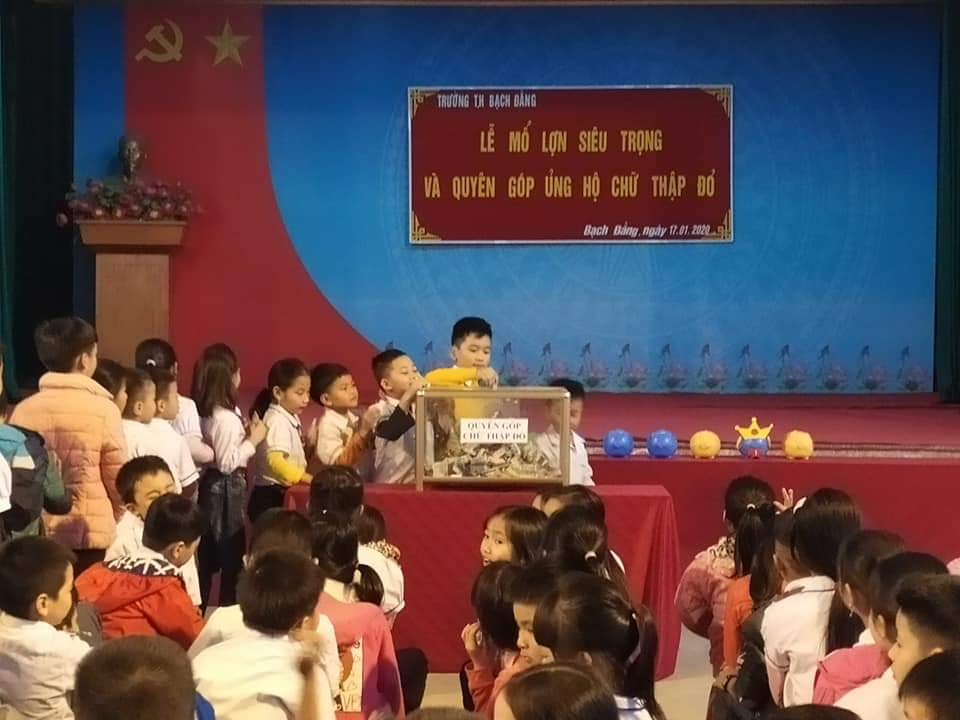 TRƯỜNG T.H BẠCH ĐẰNG
LỄ MỔ LỢN SIÊU TRỌNG
VÀ QUYÊN GÓP ỦNG HỘ CHỮ THẬP ĐỎ
Bạch Đằng, ngày 17.01.2020
QUYÊN GÓP
CHỮ THẬP ĐỎ